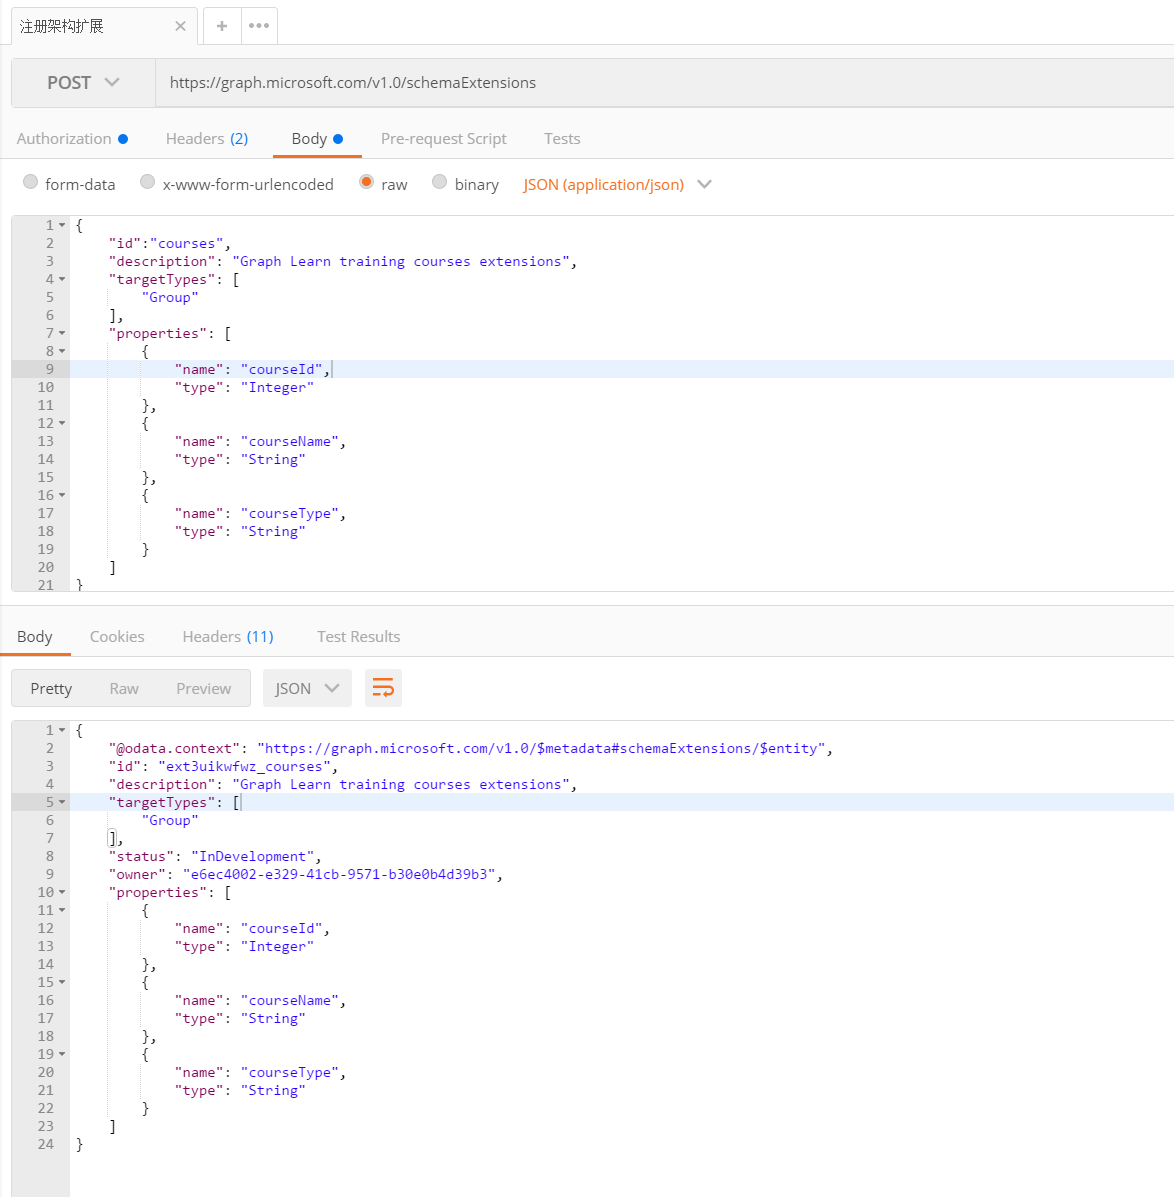 注册架构扩展
POST https://graph.microsoft.com/v1.0/schemaExtensions
Authorization Headers (2) Body Pre-request Script Tests
form-data x-www-form-urlencoded raw binary JSON (application/json)
1 {
2 "id":"courses",
3 "description": "Graph Learn training courses extensions",
4 "targetTypes": [
5 "Group"
6 ],
7 "properties": [
8 {
9 "name": "courseId",
10 "type": "Integer"
11 },
12 {
13 "name": "courseName",
14 "type": "String"
15 },
16 {
17 "name": "courseType",
18 "type": "String"
19 }
20 ]
21 }
Body Cookies Headers (11) Test Results
Pretty Raw Preview JSON
1 {
2 "@odata.context": "https://graph.microsoft.com/v1.0/$metadata#schemaExtensions/$entity",
3 "id": "ext3uikwfwz_courses",
4 "description": "Graph Learn training courses extensions",
5 "targetTypes": [
6 "Group"
7 ],
8 "status": "InDevelopment",
9 "owner": "e6ec4002-e329-41cb-9571-b30e0b4d39b3",
10 "properties": [
11 {
12 "name": "courseId",
13 "type": "Integer"
14 },
15 {
16 "name": "courseName",
17 "type": "String"
18 },
19 {
20 "name": "courseType",
21 "type": "String"
22 }
23 ]
24 }